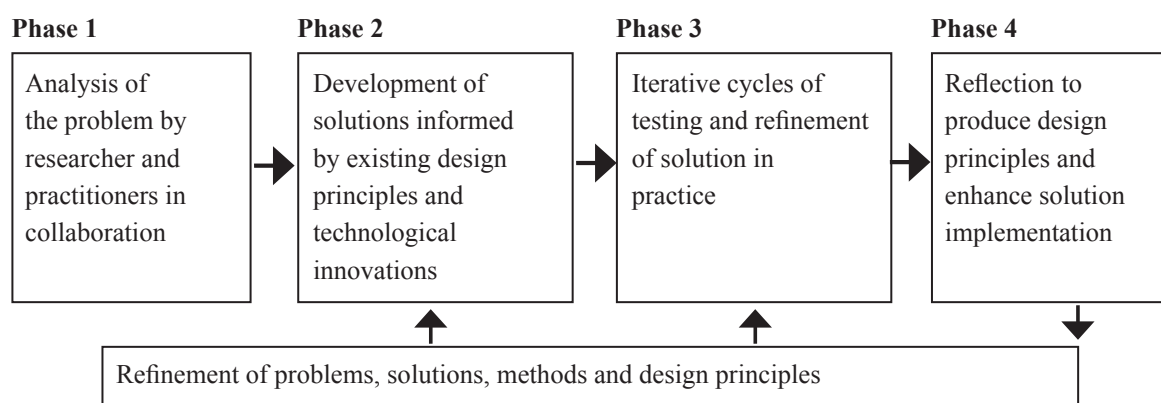 Phase 1
Analysis of
the problem by
researcher and
practitioners in
collaboration
Phase 2
Development of
solutions informed
by existing design
principles and
technological
innovations
Phase 3
Iterative cycles of
testing and refinement
of solution in
practice
Phase 4
Reflection to
produce design
principles and
enhance solution
implementation
Refinement of problems, solutions, methods and design principles